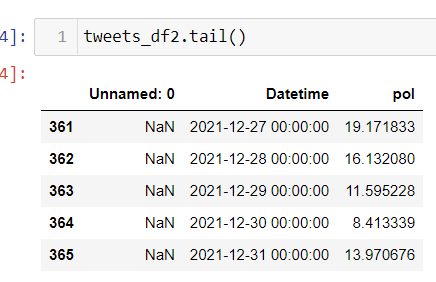 4]:
1 tweets_df2.tail()
4]:
Unnamed: 0 Datetime pol
361 NaN 2021-12-27 00:00:00 19.171833
362 NaN 2021-12-28 00:00:00 16.132080
363 NaN 2021-12-29 00:00:00 11.595228
364 NaN 2021-12-30 00:00:00 8.413339
365 NaN 2021-12-31 00:00:00 13.970676